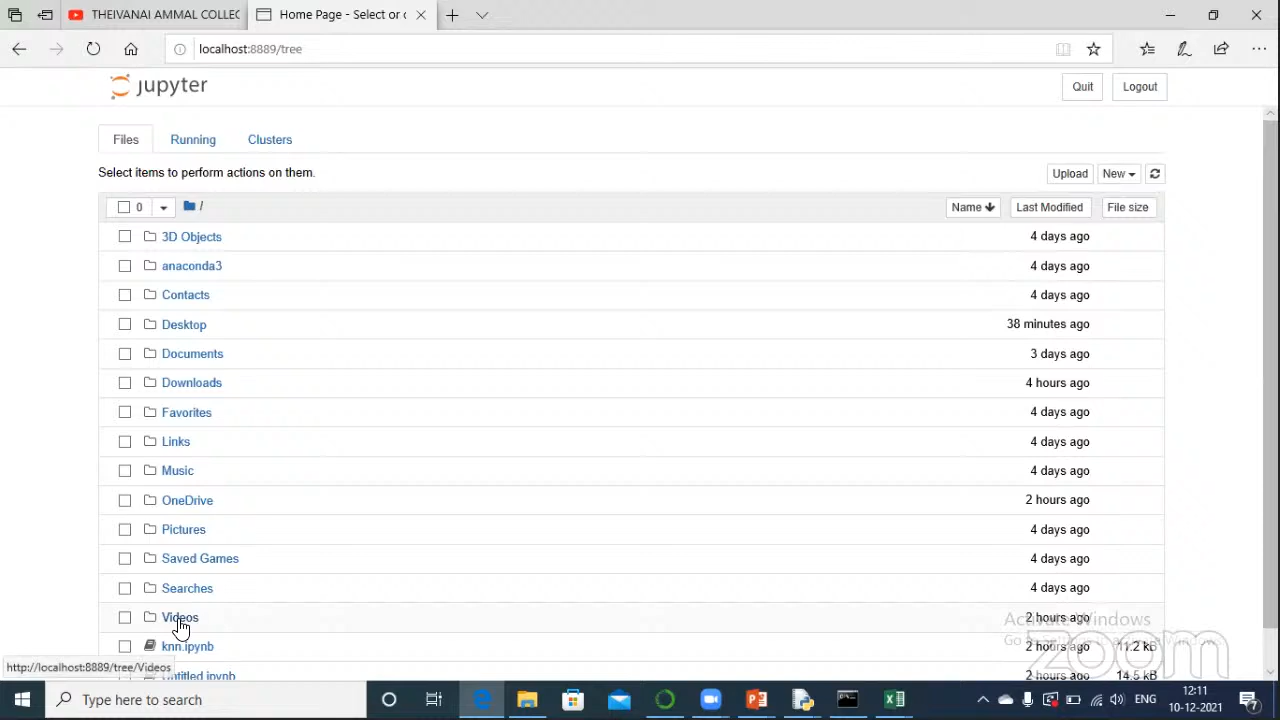 THEIVANAI AMMAL COLLEC
Home Page - Select or c
localhost:8889/tree
jupyter
Quit
Logout
Files
Running
Clusters
Select items to perform actions on them.
Upload
New
0
/
Name
Last Modified
File size
3D Objects
4 days ago
anaconda3
4 days ago
Contacts
4 days ago
Desktop
38 minutes ago
Documents
3 days ago
Downloads
4 hours ago
Favorites
4 days ago
Links
4 days ago
Music
4 days ago
OneDrive
2 hours ago
Pictures
4 days ago
Saved Games
4 days ago
Searches
4 days ago
Videos
2 hours ago
Activate Windows
knn.ipynb
11.2 kB
zoom
http://localhost:8889/tree/Videos
Untitled.ipynb
2 hours ago
14.5 kB
Type here to search
ENG
12:11
10-12-2021
7